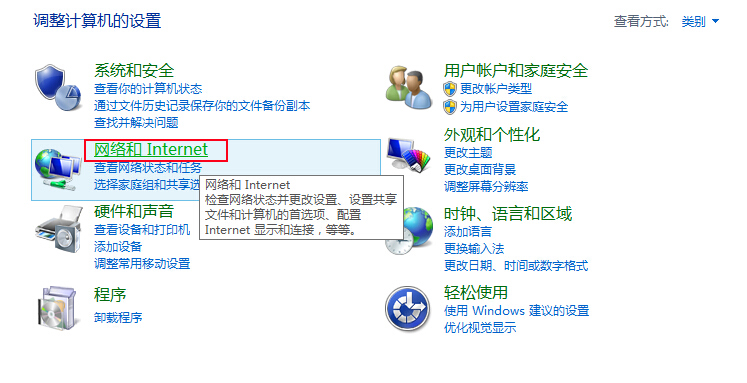 调整计算机的设置
查看方式: 类别
系统和安全
查看你的计算机状态
通过文件历史记录保存你的文件备份副本
查找并解决问题
网络和 Internet
查看网络状态和任务
选择家庭组和共享选
网络和 Internet
检查网络状态并更改设置、设置共享
文件和计算机的首选项、配置
Internet 显示和连接，等等。
硬件和声音
查看设备和打印机
添加设备
调整常用移动设置
程序
卸载程序
用户帐户和家庭安全
更改帐户类型
为用户设置家庭安全
外观和个性化
更改主题
更改桌面背景
调整屏幕分辨率
时钟、语言和区域
添加语言
更换输入法
更改日期、时间或数字格式
轻松使用
使用 Windows 建议的设置
优化视觉显示